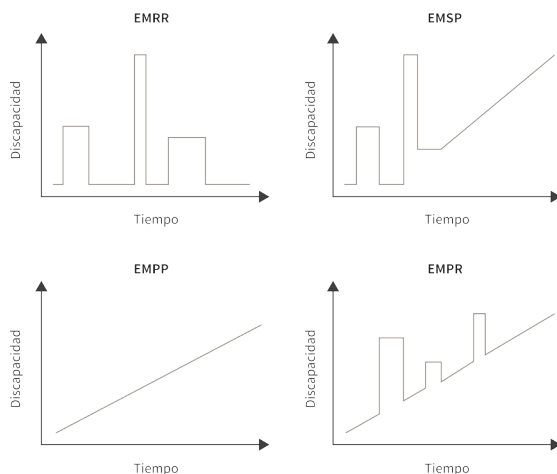 EMRR
Discapacidad
Tiempo
EMSP
Discapacidad
Tiempo
EMPP
Discapacidad
Tiempo
EMPR
Discapacidad
Tiempo